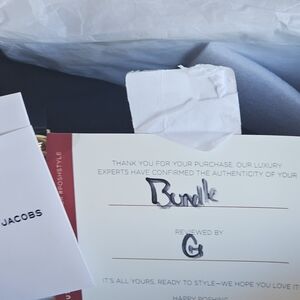 THANK YOU FOR YOUR PURCHASE. OUR LUXURY
EXPERTS HAVE CONFIRMED THE AUTHENTICITY OF YOUR
Bundle
REVIEWED BY
G
IT'S ALL YOURS, READY TO STYLE—WE HOPE YOU LOVE IT
HAPPY POSHING
#POSHSTYLE
JACOBS